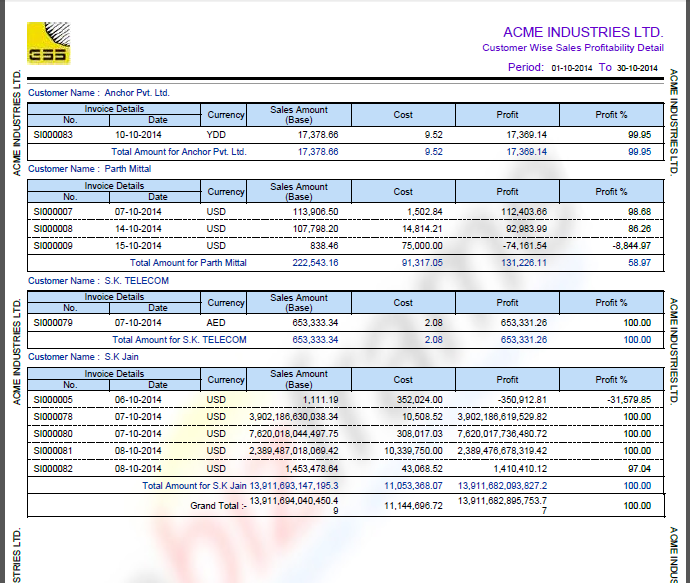 ESS
ACME INDUSTRIES LTD.
Customer Wise Sales Profitability Detail
Period: 01-10-2014 To 30-10-2014
ACME INDUSTRIES LTD.
ACME INDUSTRIES LTD.
Customer Name : Anchor Pvt. Ltd.
Invoice Details Currency Sales Amount Cost Profit Profit %
No. Date (Base)
SI000083 10-10-2014 YDD 17,378.66 9.52 17,369.14 99.95
Total Amount for Anchor Pvt. Ltd. 17,378.66 9.52 17,369.14 99.95
Customer Name : Parth Mittal
Invoice Details Currency Sales Amount Cost Profit Profit %
No. Date (Base)
SI000007 07-10-2014 USD 113,906.50 1,502.84 112,403.66 98.68
SI000008 14-10-2014 USD 107,798.20 14,814.21 92,983.99 86.26
SI000009 15-10-2014 USD 838.46 75,000.00 -74,161.54 -8,844.97
Total Amount for Parth Mittal 222,543.16 91,317.05 131,226.11 58.97
Customer Name : S.K. TELECOM
Invoice Details Currency Sales Amount Cost Profit Profit %
No. Date (Base)
SI000079 07-10-2014 AED 653,333.34 2.08 653,331.26 100.00
Total Amount for S.K. TELECOM 653,333.34 2.08 653,331.26 100.00
ACME INDUSTRIES LTD.
ACME INDUSTRIES LTD.
Customer Name : S.K Jain
Invoice Details Currency Sales Amount Cost Profit Profit %
No. Date (Base)
SI000005 06-10-2014 USD 1,111.19 352,024.00 -350,912.81 -31,579.85
SI000078 07-10-2014 USD 3,902,186,630,038.34 10,508.52 3,902,186,619,529.82 100.00
SI000080 07-10-2014 USD 7,620,018,044,497.75 308,017.03 7,620,017,736,480.72 100.00
SI000081 08-10-2014 USD 2,389,487,018,069.42 10,339,750.00 2,389,476,678,319.42 100.00
SI000082 08-10-2014 USD 1,453,478.64 43,068.52 1,410,410.12 97.04
Total Amount for S.K Jain 13,911,693,147,195.3 11,053,368.07 13,911,682,093,827.2 100.00
Grand Total :- 13,911,694,040,450.4 11,144,696.72 13,911,682,895,753.7 100.00
9 7
STRIES LTD.
ACME INDUS